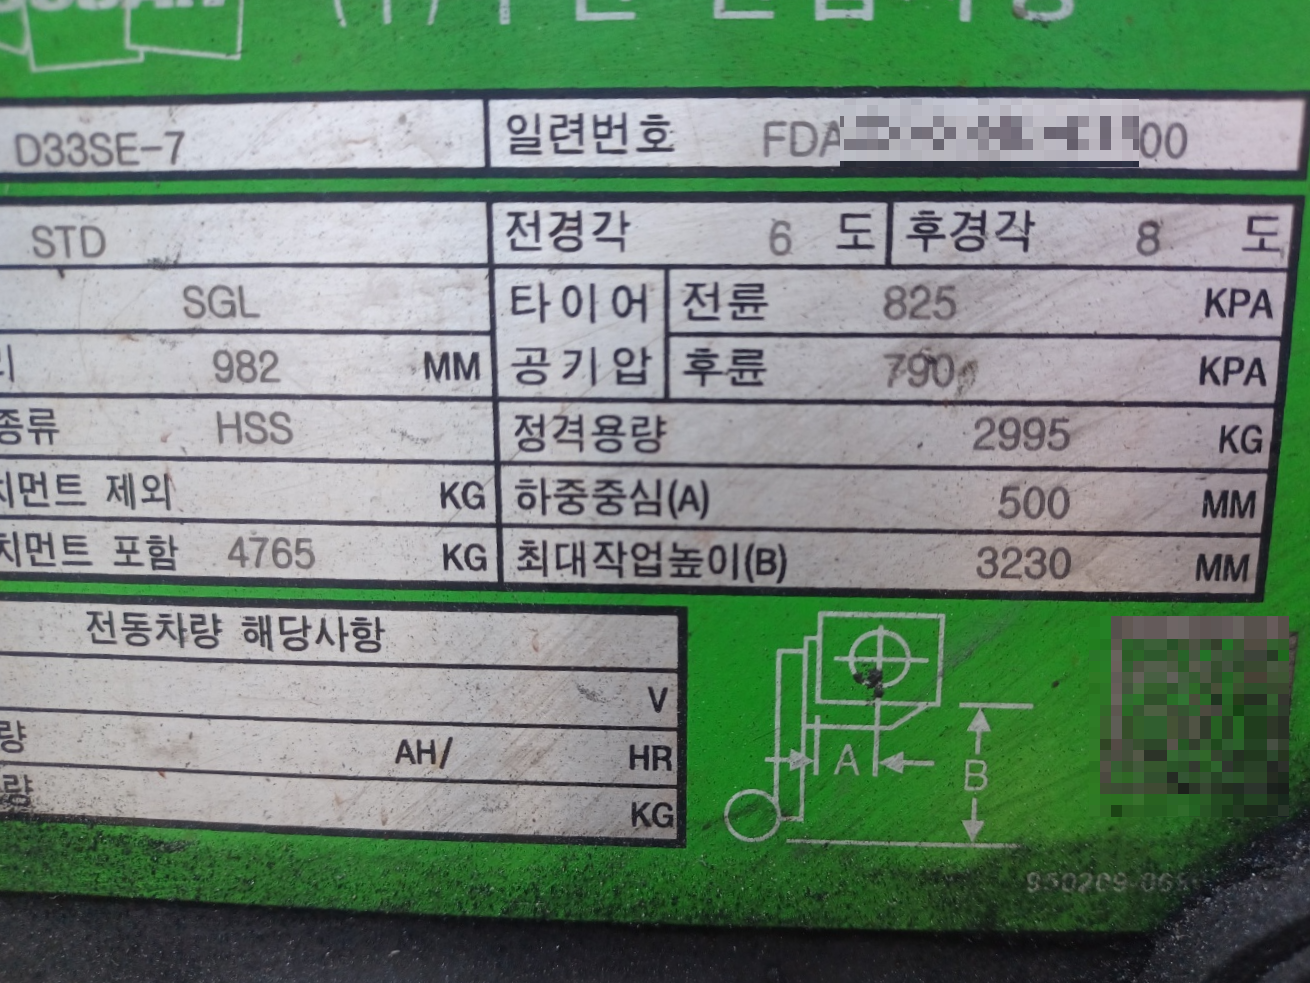 D33SE-7 일련번호 FDA 00
STD 전경각 6 도 후경각 8 도
SGL 타이어 전륜 825 KPA
리 982 MM 공기압 후륜 790 KPA
종류 HSS 정격용량 2995 KG
치먼트 제외 KG 하중중심(A) 500 MM
치먼트 포함 4765 KG 최대작업높이(B) 3230 MM
전동차량 해당사항
V
량 AH/ HR
량 KG
A
B